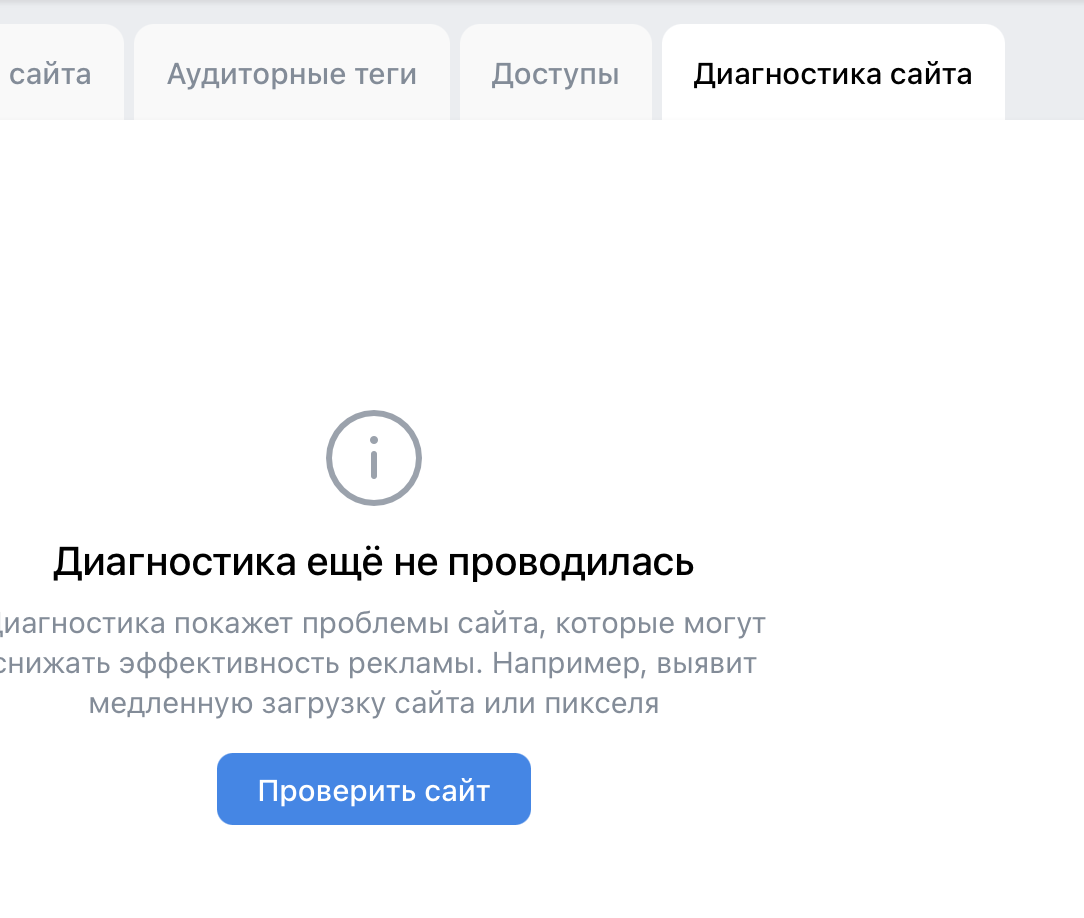 сайта
Аудиторные теги
Доступы
Диагностика сайта
Диагностика ещё не проводилась
Диагностика покажет проблемы сайта, которые могут
снижать эффективность рекламы. Например, выявит
медленную загрузку сайта или пикселя
Проверить сайт